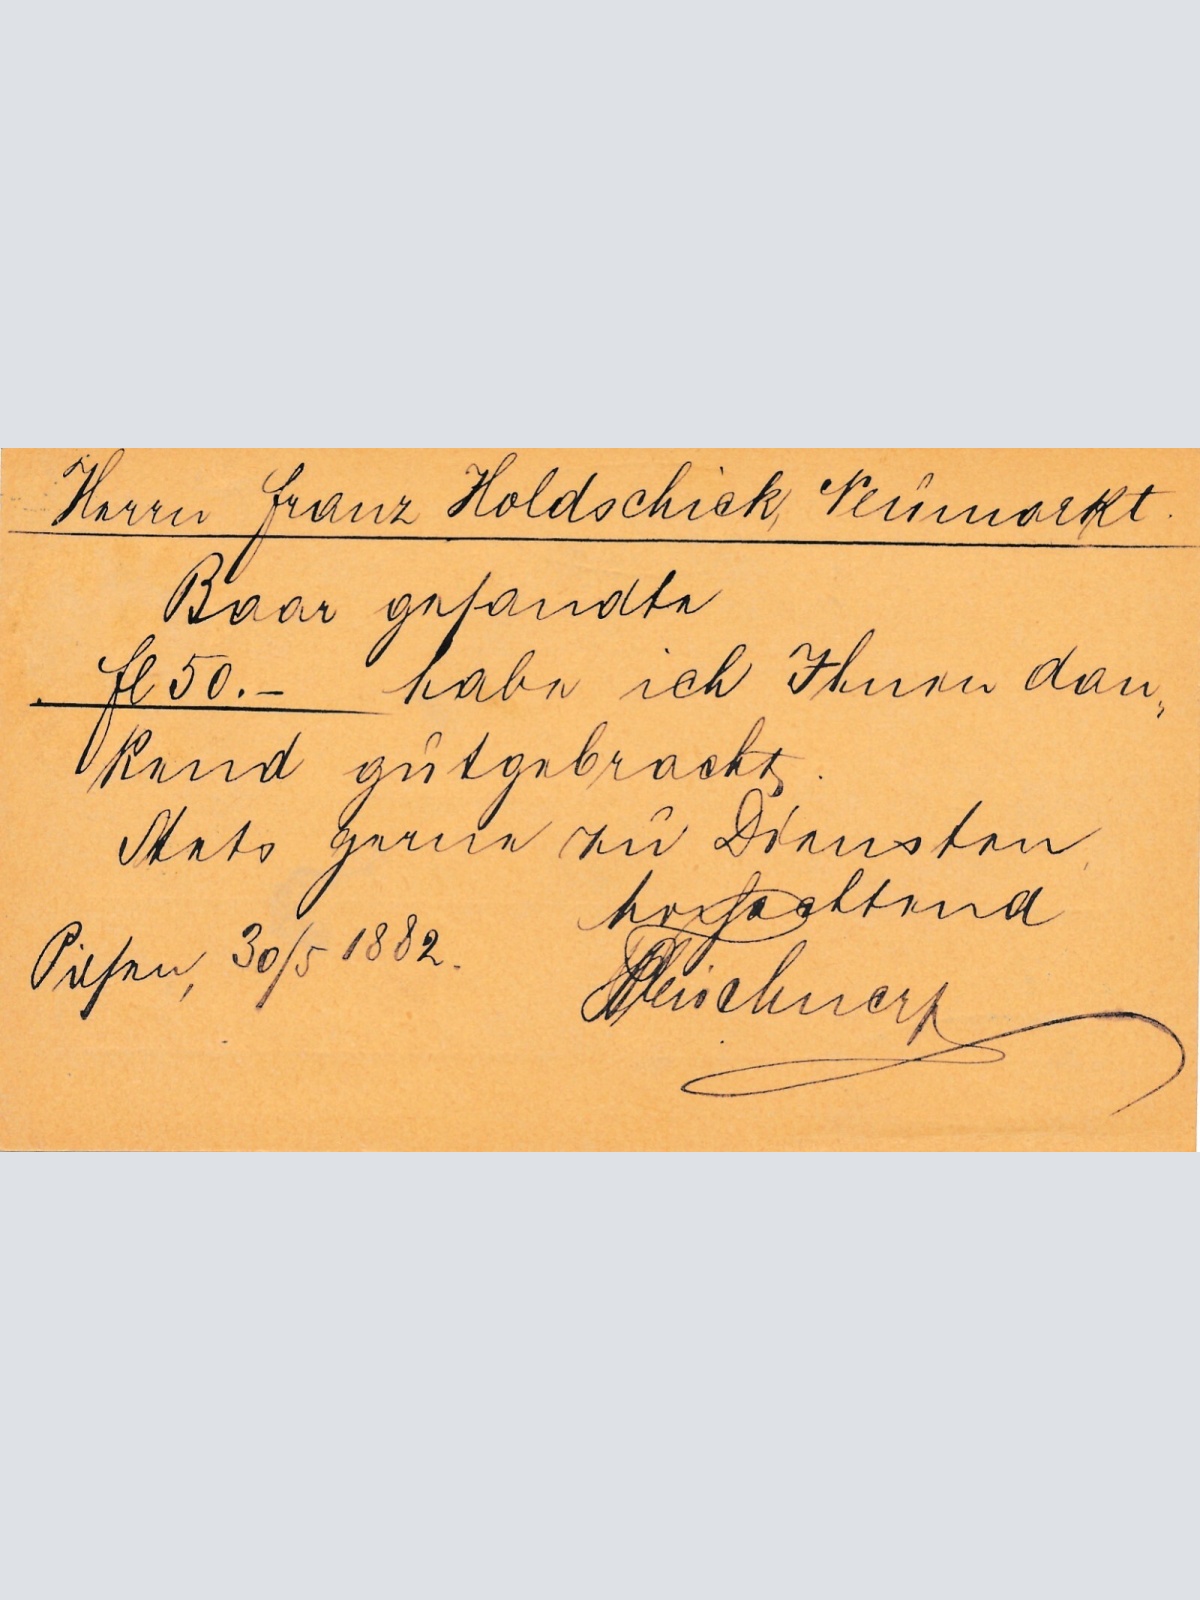 Herrn Franz Holdschick, Neumarkt.
Baar gesandte
fl 50.- habe ich Ihnen dan„
kend gutgebracht.
Stets gerne zu Diensten
hochachtend
Pilsen, 30/5 1882.